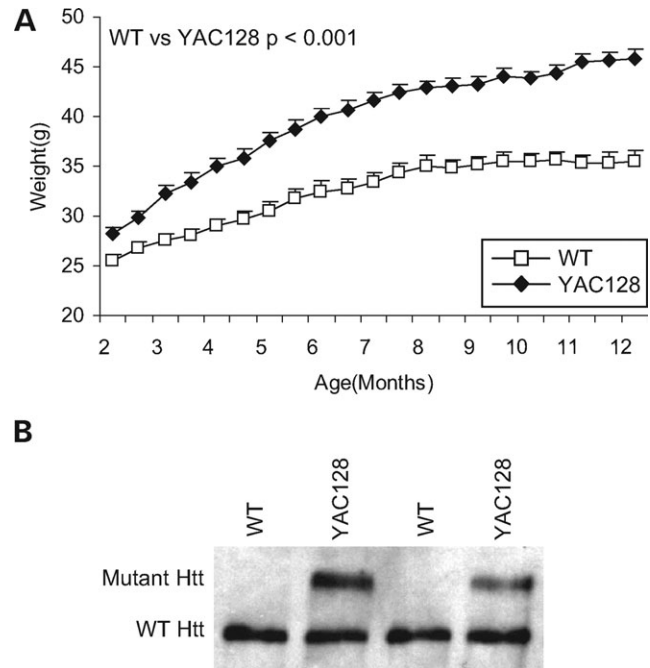 A
WT vs YAC128 p < 0.001
50
45
40
35
30
25
20
Weight(g)
WT
YAC128
2 3 4 5 6 7 8 9 10 11 12
Age(Months)
B
WT YAC128 WT YAC128
Mutant Htt
WT Htt